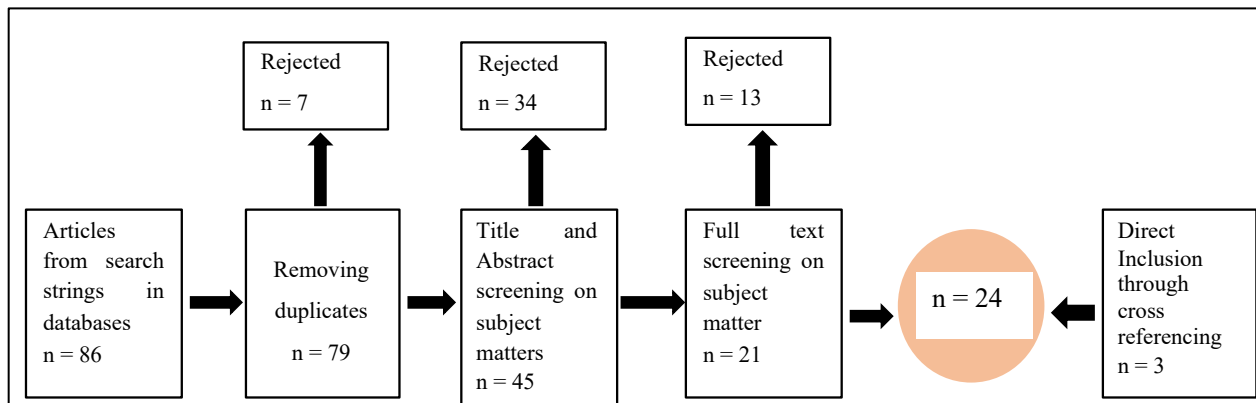 Rejected
n = 7
Rejected
n = 34
Rejected
n = 13
Articles
from search
strings in
databases
n = 86
Removing
duplicates
n = 79
Title and
Abstract
screening on
subject
matters
n = 45
Full text
screening on
subject
matter
n = 21
n = 24
Direct
Inclusion
through
cross
referencing
n = 3